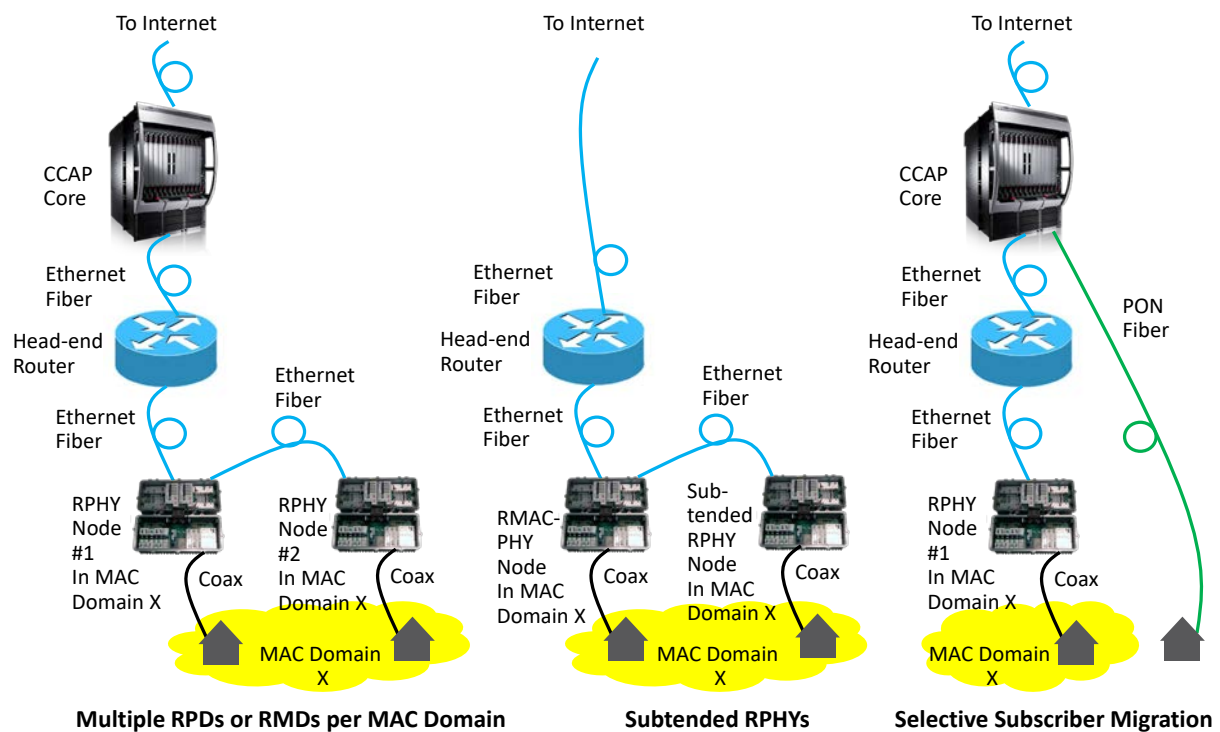 To Internet
CCAP
Core
Ethernet
Fiber
Head-end
Router
Ethernet
Fiber
Ethernet
Fiber
RPHY
Node
#1
In MAC
Domain X
Coax
RPHY
Node
#2
In MAC
Domain X
Coax
MAC Domain
X
Multiple RPDs or RMDs per MAC Domain
To Internet
Ethernet
Fiber
Head-end
Router
Ethernet
Fiber
Ethernet
Fiber
RMAC-
PHY
Node
In MAC
Domain X
Coax
Sub-
tended
RPHY
Node
In MAC
Domain X
Coax
MAC Domain
X
Subtended RPHYs
To Internet
CCAP
Core
Ethernet
Fiber
PON
Fiber
Head-end
Router
Ethernet
Fiber
RPHY
Node
#1
In MAC
Domain X
Coax
MAC Domain
X
Selective Subscriber Migration